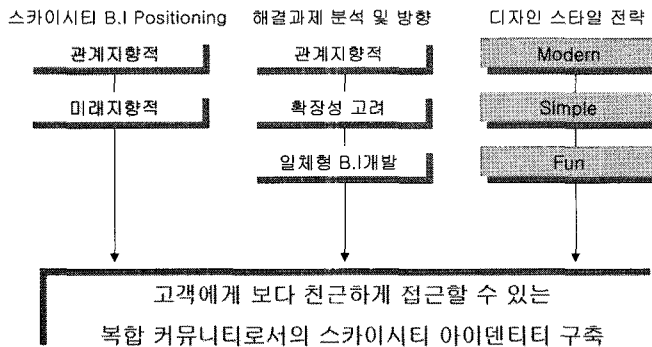 스카이시티 B.I Positioning
관계지향적
미래지향적
해결과제 분석 및 방향
관계지향적
확장성 고려
일체형 B.I개발
디자인 스타일 전략
Modern
Simple
Fun
고객에게 보다 친근하게 접근할 수 있는
복합 커뮤니티로서의 스카이시티 아이덴티티 구축